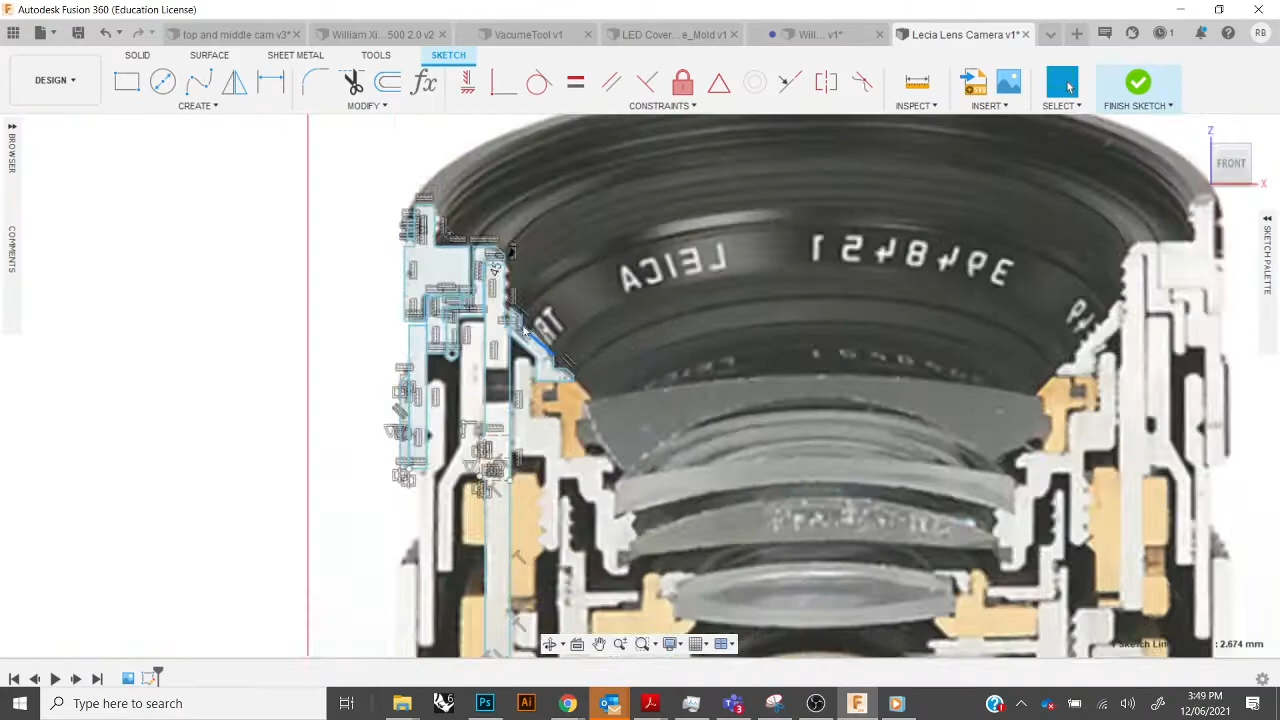 Autodesk Fusion 360 (Education License)
top and middle cam v3*
William Xi...500 2.0 v2
VacumeTool v1
LED Cover...e_Mold v1*
Will... v1*
Lecia Lens Camera v1*
1
RB
SOLID
SURFACE
SHEET METAL
TOOLS
SKETCH
DESIGN
CREATE
MODIFY
CONSTRAINTS
INSPECT
INSERT
SELECT
FINISH SKETCH
BROWSER
COMMENTS
SKETCH PALETTE
Z
FRONT
X
LEICA
3948451
45
: 2.674 mm
Type here to search
3:49 PM
12/06/2021